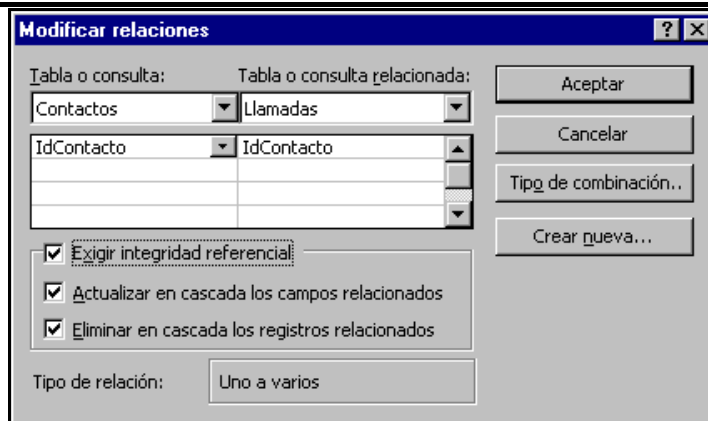 Modificar relaciones
Tabla o consulta: Tabla o consulta relacionada:
Contactos Llamadas
IdContacto IdContacto
Aceptar
Cancelar
Tipo de combinación..
Crear nueva...
Exigir integridad referencial
Actualizar en cascada los campos relacionados
Eliminar en cascada los registros relacionados
Tipo de relación: Uno a varios